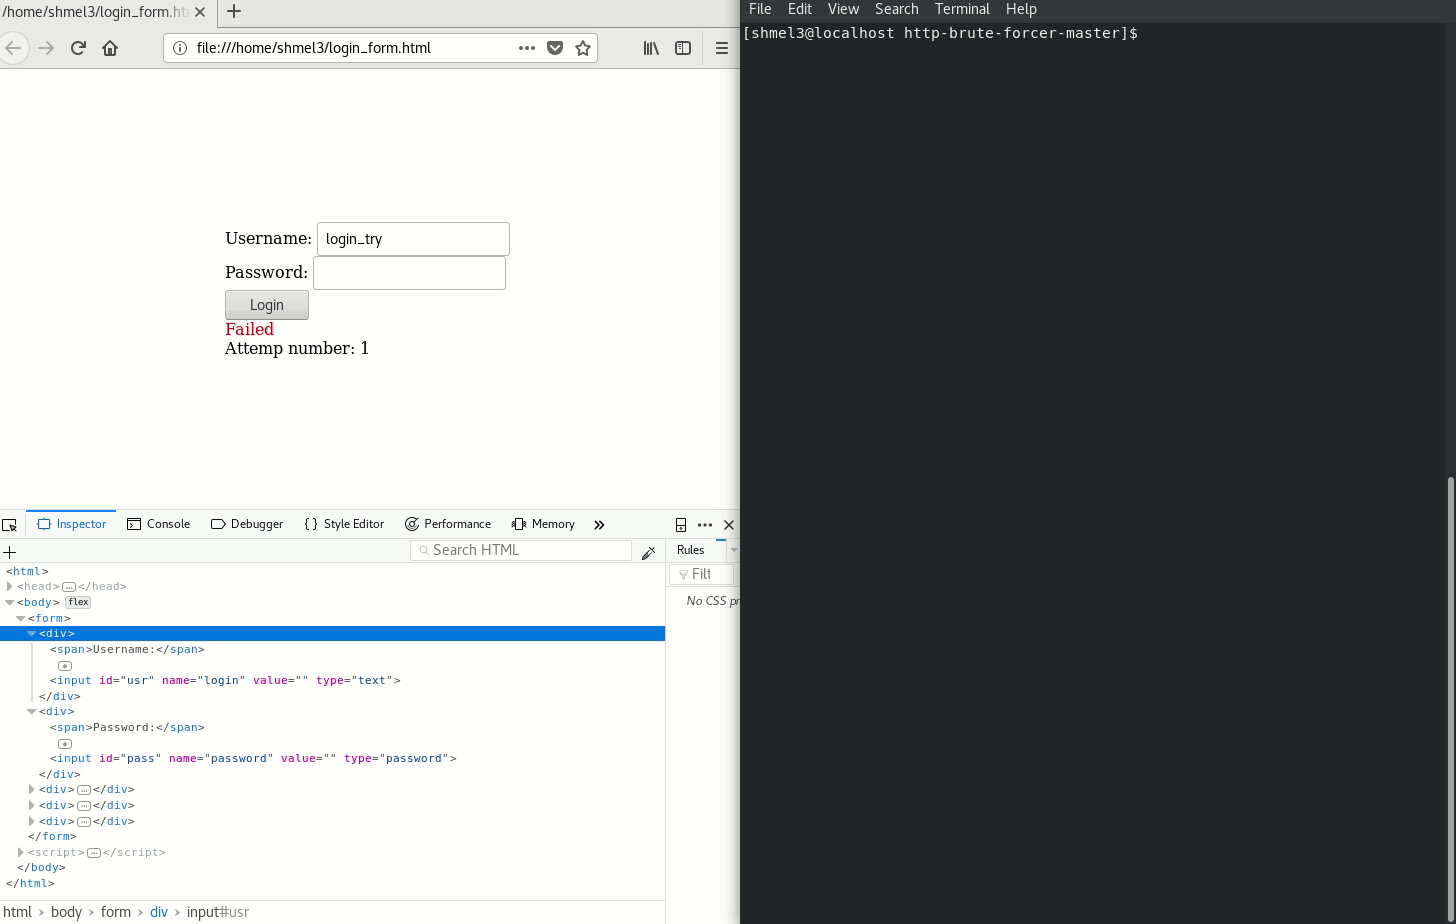 /home/shmel3/login_form.ht
file:///home/shmel3/login_form.html
Username: login_try
Password:
Login
Failed
Attemp number: 1
Inspector Console Debugger { } Style Editor Performance Memory
Search HTML
Rules
Filt
No CSS pr
<html>
<head></head>
<body> flex
<form>
<div>
<span>Username:</span>
<input id="usr" name="login" value="" type="text">
</div>
<div>
<span>Password:</span>
<input id="pass" name="password" value="" type="password">
</div>
<div></div>
<div></div>
<div></div>
</form>
<script></script>
</body>
</html>
html › body › form › div › input#usr
File Edit View Search Terminal Help
[shmel3@localhost http-brute-forcer-master]$